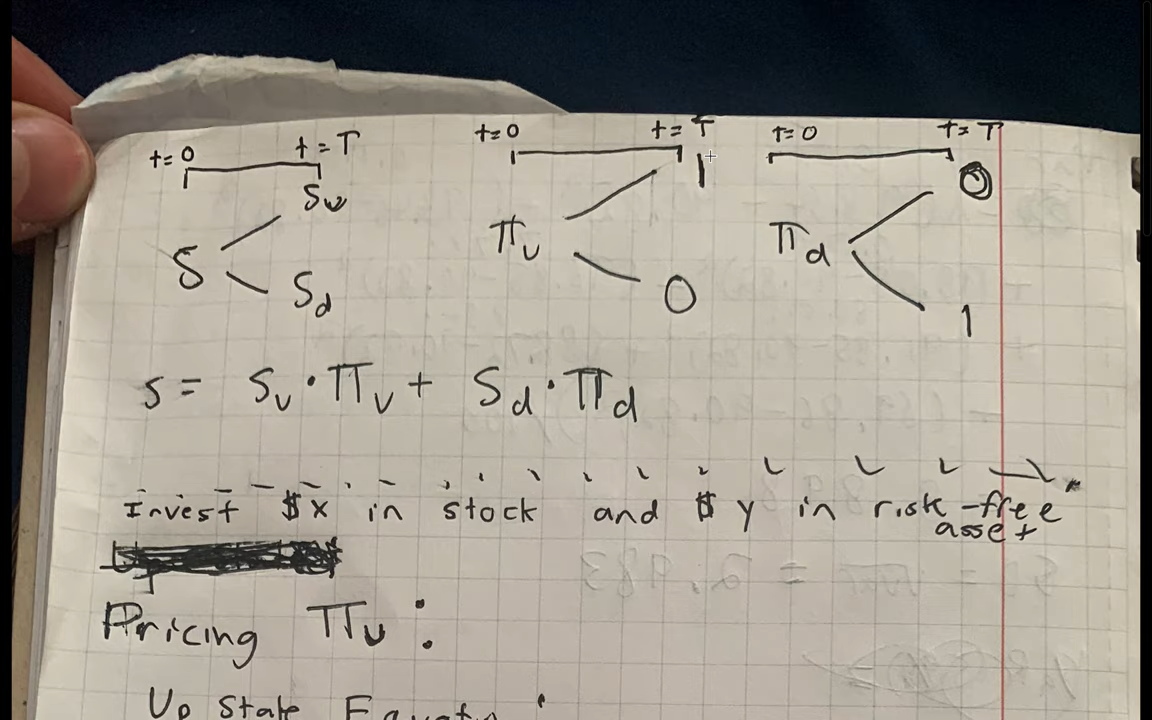 t=0 t=T t=0 t=T t=0 t=T
Su 1 0
S πu πd
Sd 0 1
S= Su·πu + Sd·πd
Invest $x in stock and $y in risk-free
asset
Pricing πu:
Up State